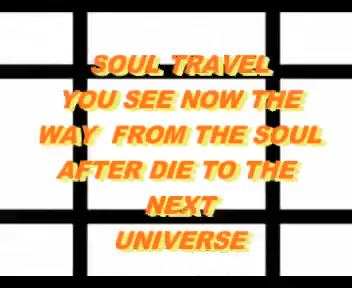 SOUL TRAVEL
YOU SEE NOW THE
WAY FROM THE SOUL
AFTER DIE TO THE
NEXT
UNIVERSE